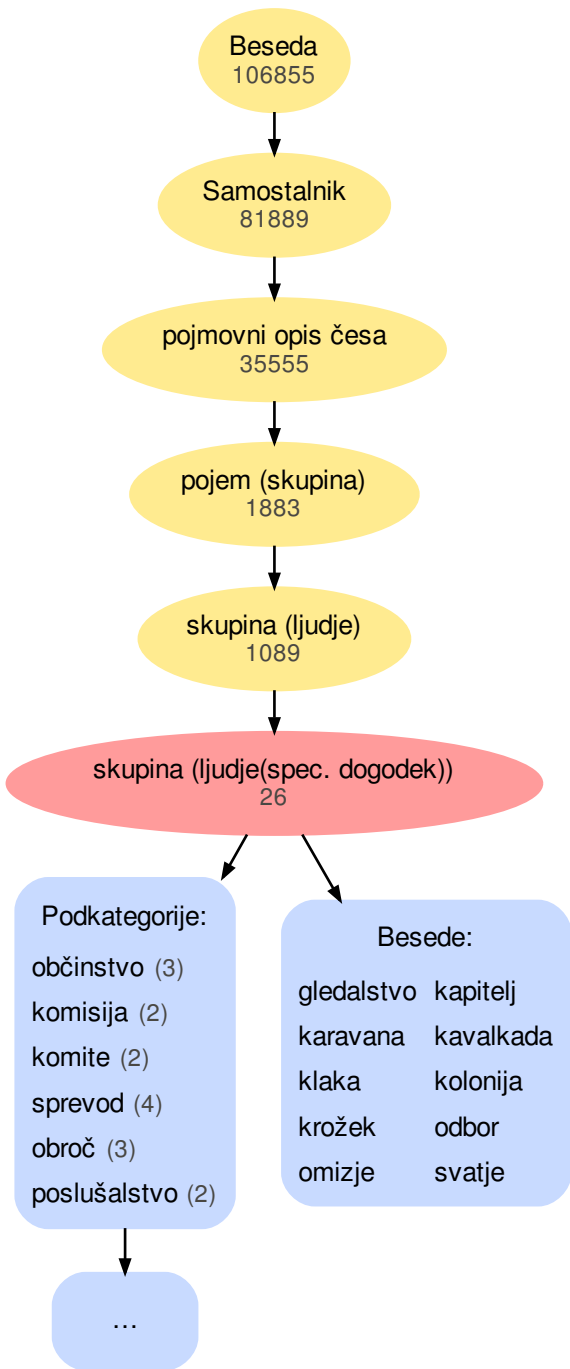 Beseda
106855
Samostalnik
81889
pojmovni opis česa
35555
pojem (skupina)
1883
skupina (ljudje)
1089
skupina (ljudje(spec. dogodek))
26
Podkategorije:
občinstvo (3)
komisija (2)
komite (2)
sprevod (4)
obroč (3)
poslušalstvo (2)
Besede:
gledalstvo kapitelj
karavana kavalkada
klaka kolonija
krožek odbor
omizje svatje
…